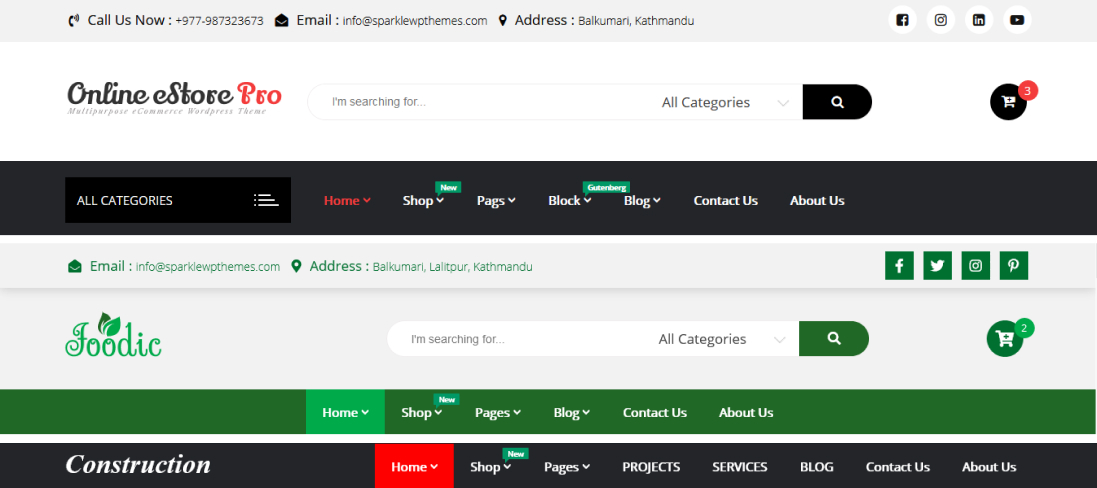 Call Us Now : +977-987323673 Email : info@sparklewpthemes.com Address : Balkumari, Kathmandu
Online eStore Pro
Multipurpose eCommerce Wordpress Theme
I'm searching for... All Categories
3
ALL CATEGORIES
New Gutenberg
Home Shop Pags Block Blog Contact Us About Us
Email : info@sparklewpthemes.com Address : Balkumari, Lalitpur, Kathmandu
Foodic
I'm searching for... All Categories
2
New
Home Shop Pages Blog Contact Us About Us
Construction
New
Home Shop Pages PROJECTS SERVICES BLOG Contact Us About Us